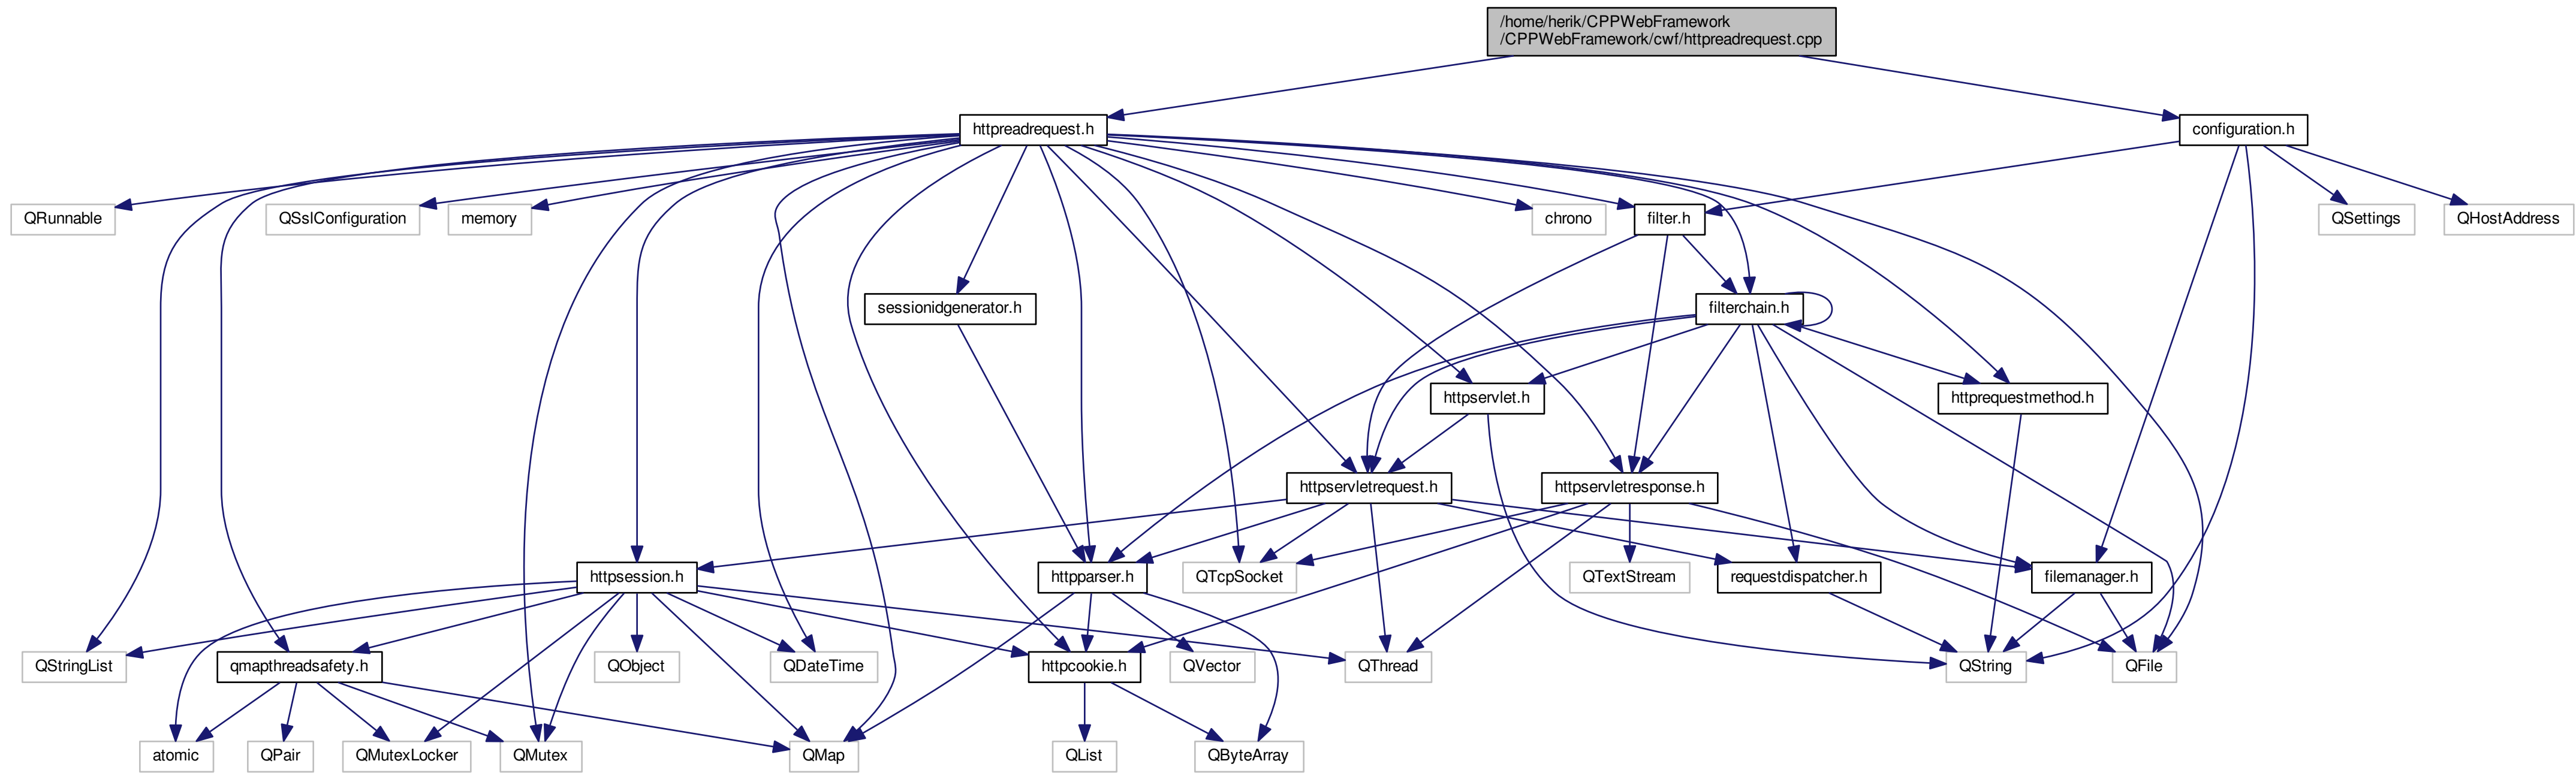 /home/herik/CPPWebFramework
/CPPWebFramework/cwf/httpreadrequest.cpp
httpreadrequest.h
configuration.h
QRunnable
QSslConfiguration
memory
chrono
filter.h
QSettings
QHostAddress
sessionidgenerator.h
filterchain.h
httpservlet.h
httprequestmethod.h
httpservletrequest.h
httpservletresponse.h
httpsession.h
httpparser.h
QTcpSocket
QTextStream
requestdispatcher.h
filemanager.h
QStringList
qmapthreadsafety.h
QObject
QDateTime
httpcookie.h
QVector
QThread
QString
QFile
atomic
QPair
QMutexLocker
QMutex
QMap
QList
QByteArray